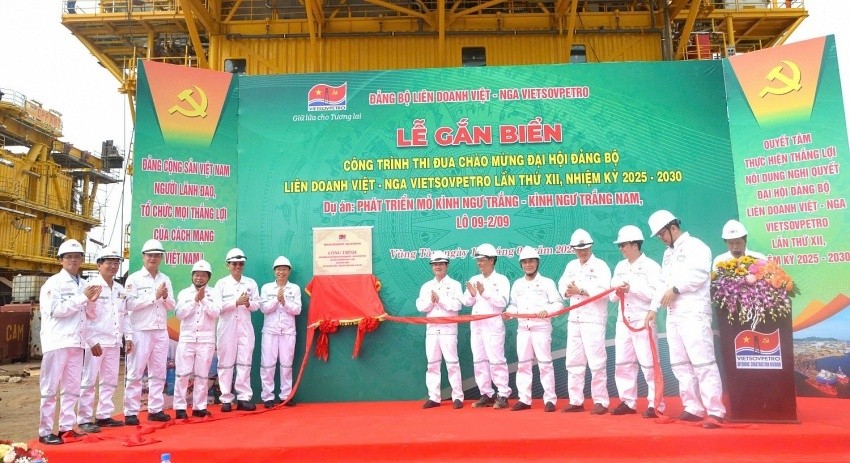 VIETSOVPETRO
Giữ lửa cho Tương lai
ĐẢNG BỘ LIÊN DOANH VIỆT - NGA VIETSOVPETRO
LỄ GẮN BIỂN
CÔNG TRÌNH THI ĐUA CHÀO MỪNG ĐẠI HỘI ĐẢNG BỘ
LIÊN DOANH VIỆT - NGA VIETSOVPETRO LẦN THỨ XII, NHIỆM KỲ 2025 - 2030
Dự án: PHÁT TRIỂN MỎ KÌNH NGƯ TRẮNG - KÌNH NGƯ TRẮNG NAM,
LÔ 09-2/09
Vũng Tàu, ngày
ĐẢNG CỘNG SẢN VIỆT NAM
NGƯỜI LÃNH ĐẠO,
TỔ CHỨC MỌI THẮNG LỢI
CỦA CÁCH MẠNG
VIỆT NAM!
QUYẾT TÂM
THỰC HIỆN THẮNG LỢI
NỘI DUNG NGHỊ QUYẾT
ĐẠI HỘI ĐẢNG BỘ
LIÊN DOANH VIỆT - NGA
VIETSOVPETRO
LẦN THỨ XII,
NHIỆM KỲ 2025 - 2030
CÔNG TRÌNH
VIETSOVPETRO
CAM